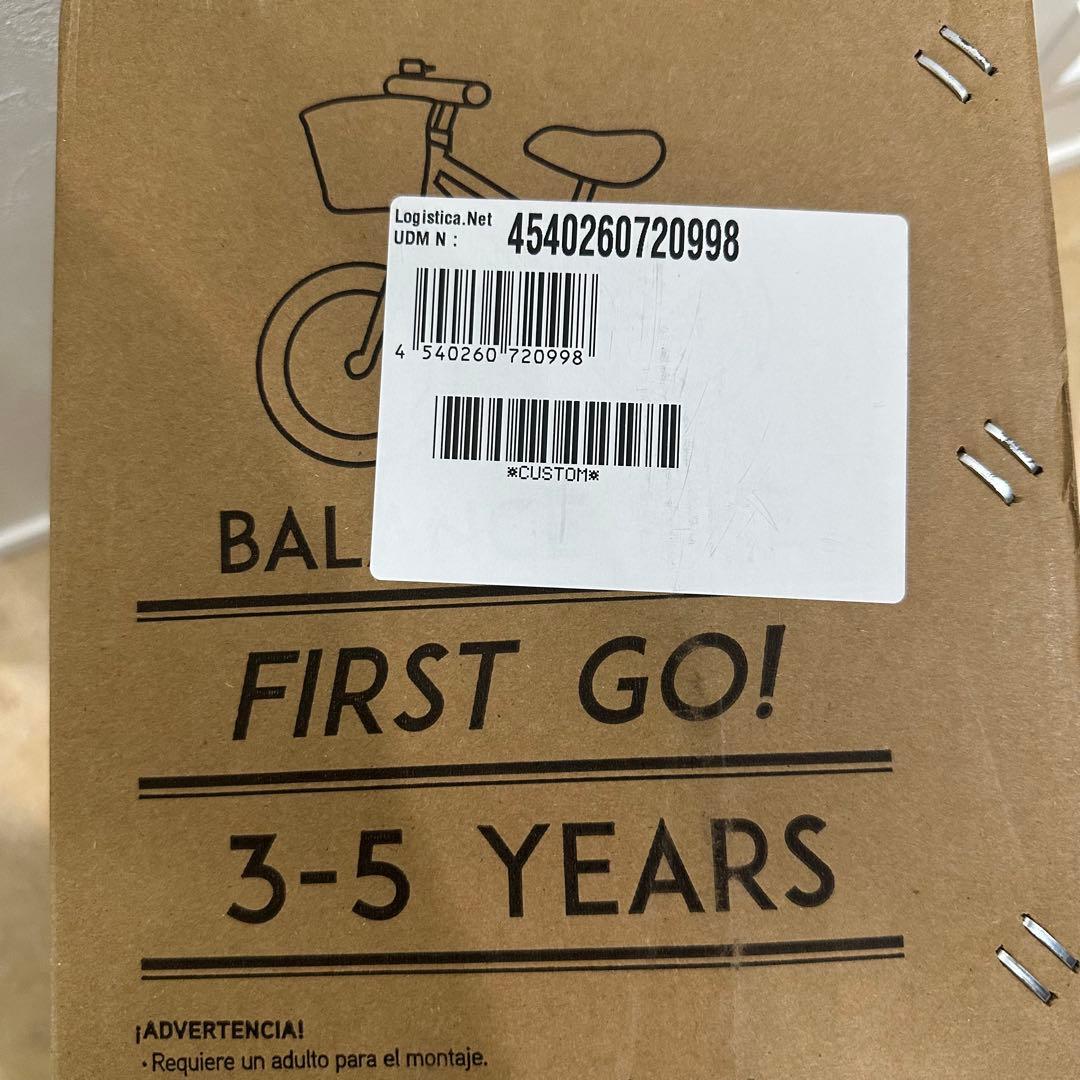 Logistica.Net
UDM N : 4540260720998
4 540260 720998
*CUSTOM*
BAL
FIRST GO!
3-5 YEARS
¡ADVERTENCIA!
· Requiere un adulto para el montaje.